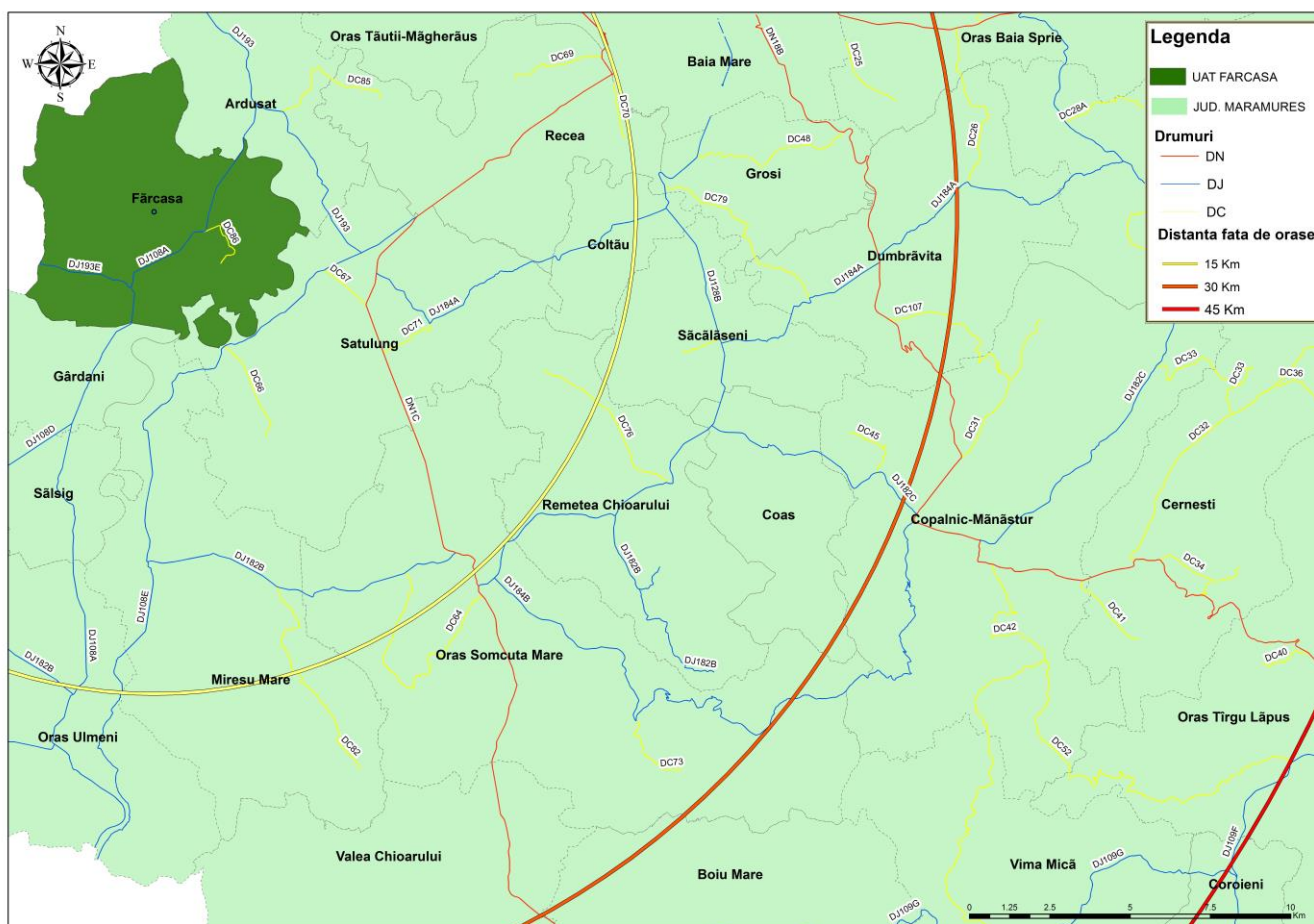 N
W E
S
DJ193
Oras Tăutii-Măgherăus
DC69
DC85
Ardusat
Recea
DC70
Baia Mare
DN18B
DC25
Oras Baia Sprie
DC28A
DC26
DC48
Grosi
DC79
DJ184A
Fărcasa
DC86
DJ108A
DJ193E
DJ193
Coltău
Dumbrăvita
DC67
DJ184A
DJ128B
DJ184A
DC71
Satulung
Săcălăseni
DC107
DC33
DC33
DC36
DJ182C
Gârdani
DC66
DN1C
DC76
DJ108D
DC45
DC31
DC32
Sălsig
Remetea Chioarului
Coas
DJ182C
Copalnic-Mănăstur
Cernesti
DJ182B
DJ182B
DJ184B
DC34
DC64
DC41
DC42
DJ108E
DJ108A
DJ182B
Oras Somcuta Mare
DJ182B
DC40
Miresu Mare
Oras Ulmeni
DC82
DC73
DC52
Oras Tîrgu Lăpus
Valea Chioarului
Boiu Mare
Vima Mică
DJ109G
DJ109F
Coroieni
DJ109G
Legenda
UAT FARCASA
JUD. MARAMURES
Drumuri
DN
DJ
DC
Distanta fata de orase
15 Km
30 Km
45 Km
0 1.25 2.5 5 7.5 10
Km